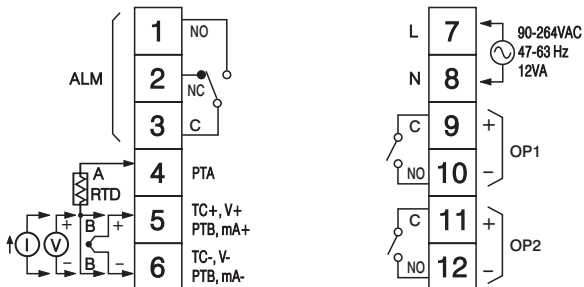 1 NO
ALM 2
NC
3 C
A 4 PTA
RTD
I V + B + 5 TC+, V+
PTB, mA+
- B - 6 TC-, V-
PTB, mA-
L 7 90-264VAC
47-63 Hz
N 8 12VA
C 9 +
OP1
NO 10 -
C 11 +
OP2
NO 12 -